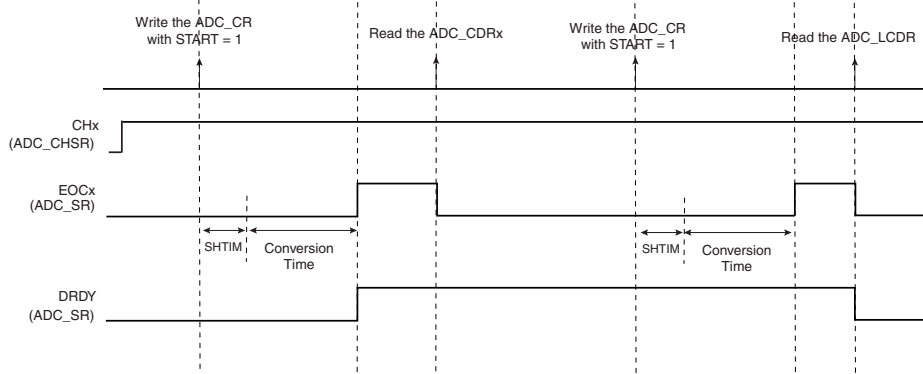 Write the ADC_CR
with START = 1
Read the ADC_CDRx
Write the ADC_CR
with START = 1
Read the ADC_LCDR
CHx
(ADC_CHSR)
EOCx
(ADC_SR)
SHTIM
Conversion
Time
SHTIM
Conversion
Time
DRDY
(ADC_SR)